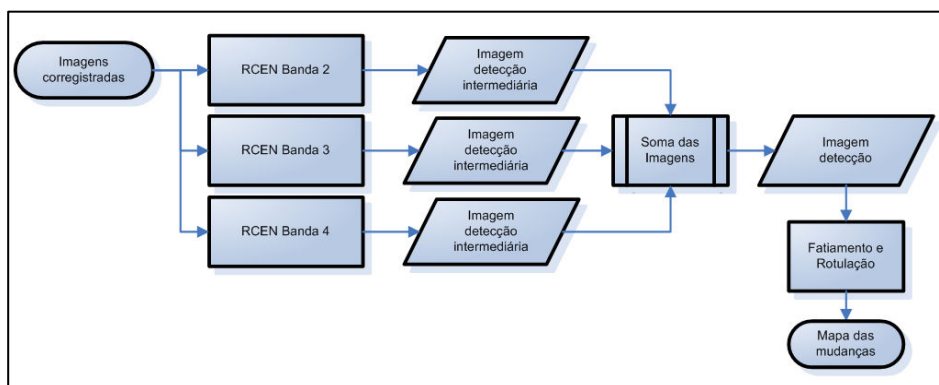 Imagens
corregistradas
RCEN Banda 2
Imagem
detecção
intermediária
RCEN Banda 3
Imagem
detecção
intermediária
RCEN Banda 4
Imagem
detecção
intermediária
Soma das
Imagens
Imagem
detecção
Fatiamento e
Rotulação
Mapa das
mudanças